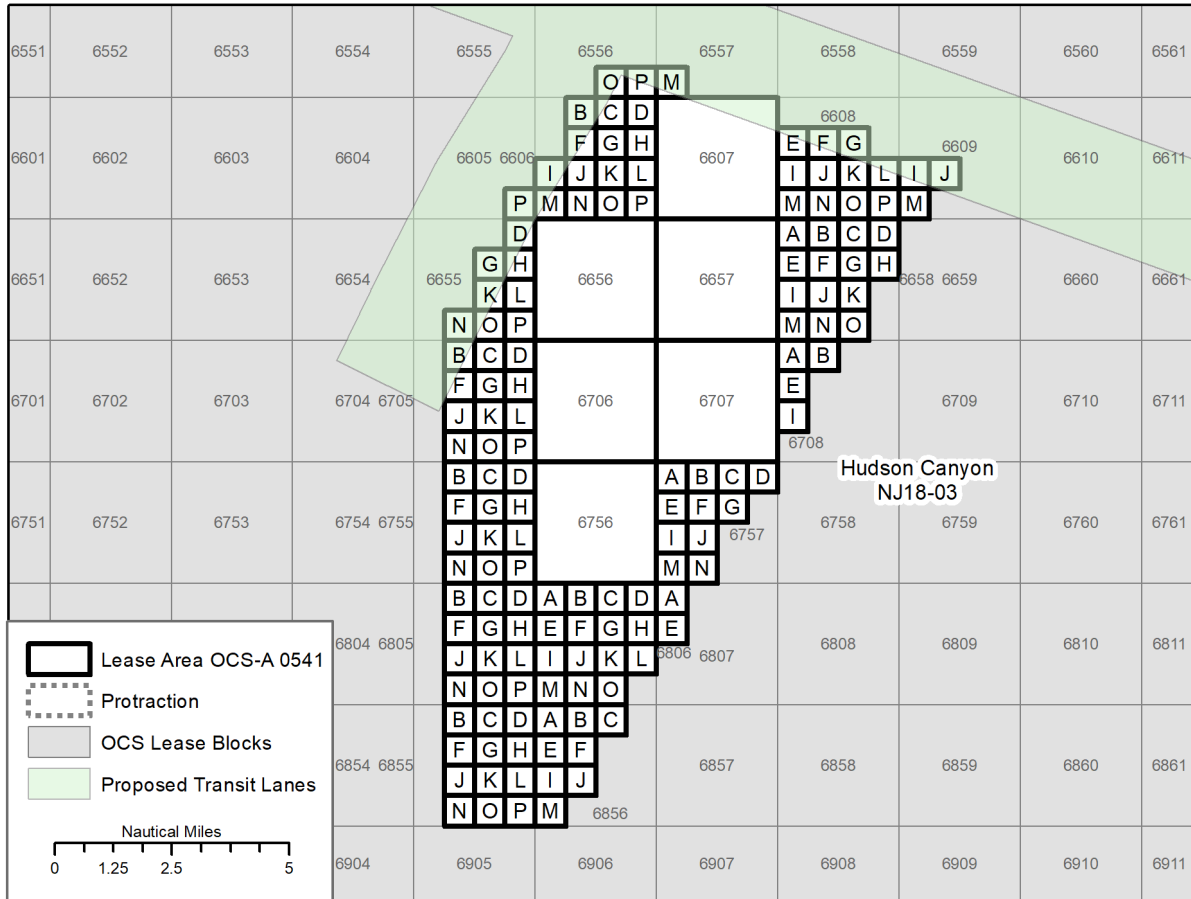 6551 6552 6553 6554 6555 6556 6557 6558 6559 6560 6561
O P M
B C D 6608
F G H E F G 6609
6601 6602 6603 6604 6605 6606 6607 6610 6611
I J K L I J K L I J
P M N O P M N O P M
D A B C D
G H E F G H
6651 6652 6653 6654 6655 6656 6657 6658 6659 6660 6661
K L I J K
N O P M N O
B C D A B
F G H E
6701 6702 6703 6704 6705 6706 6707 6709 6710 6711
J K L I
N O P 6708
Hudson Canyon
NJ18-03
B C D A B C D
F G H E F G
6751 6752 6753 6754 6755 6756 6757 6758 6759 6760 6761
J K L I J
N O P M N
B C D A B C D A
F G H E F G H E
6804 6805 6806 6807 6808 6809 6810 6811
J K L I J K L
N O P M N O
B C D A B C
F G H E F
6854 6855 6857 6858 6859 6860 6861
J K L I J
N O P M 6856
6904 6905 6906 6907 6908 6909 6910 6911
Lease Area OCS-A 0541
Protraction
OCS Lease Blocks
Proposed Transit Lanes
Nautical Miles
0 1.25 2.5 5